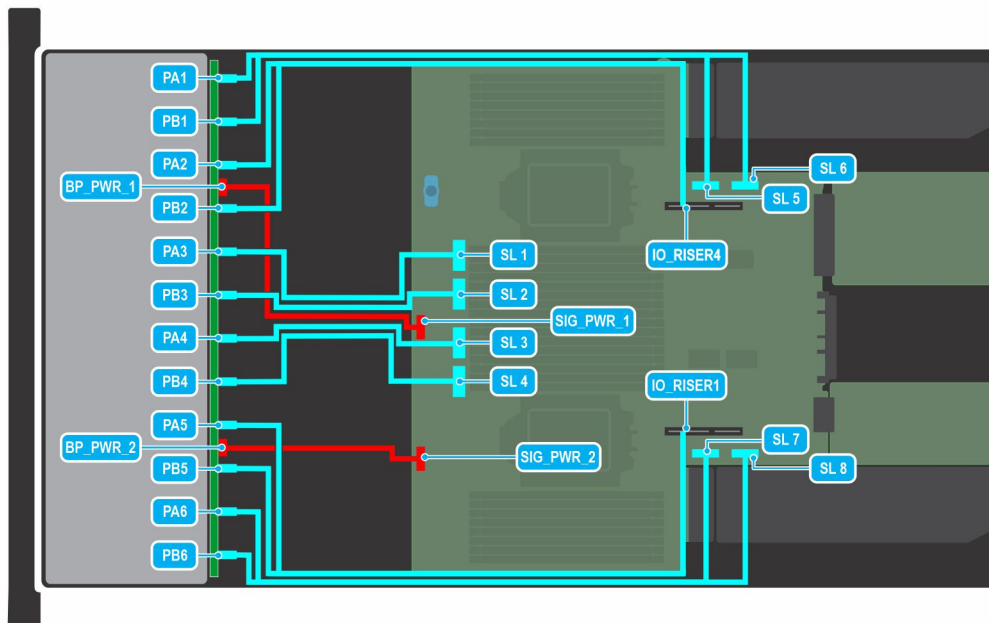 PA1
PB1
PA2
BP_PWR_1
PB2
PA3
PB3
PA4
PB4
PA5
BP_PWR_2
PB5
PA6
PB6
SL 1
SL 2
SIG_PWR_1
SL 3
SL 4
SIG_PWR_2
SL 6
SL 5
IO_RISER4
IO_RISER1
SL 7
SL 8